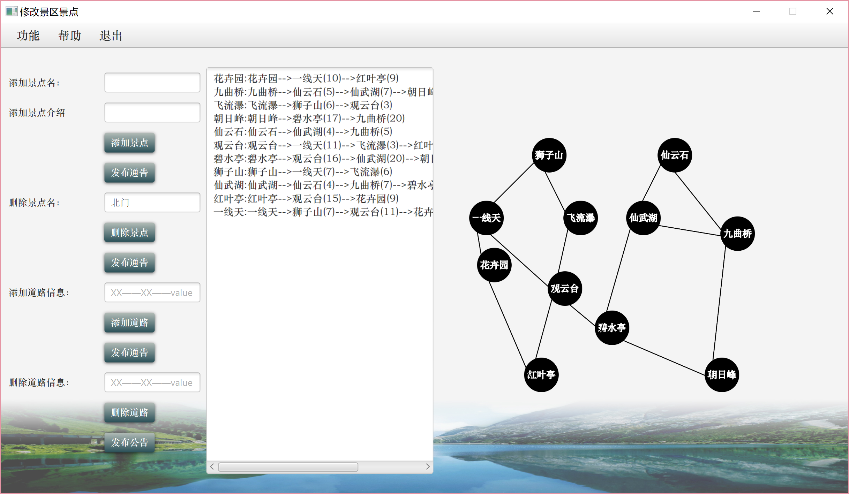 修改景区景点
功能 帮助 退出
添加景点名:
添加景点介绍
添加景点
发布通告
删除景点名:
北门
删除景点
发布通告
添加道路信息:
XX——XX——value
添加道路
发布通告
删除道路信息:
XX——XX——value
删除道路
发布公告
花卉园:花卉园-->一线天(10)-->红叶亭(9)
九曲桥:九曲桥-->仙云石(5)-->仙武湖(7)-->朝日峰
飞流瀑:飞流瀑-->狮子山(6)-->观云台(3)
朝日峰:朝日峰-->碧水亭(17)-->九曲桥(20)
仙云石:仙云石-->仙武湖(4)-->九曲桥(5)
观云台:观云台-->一线天(11)-->飞流瀑(3)-->红叶
碧水亭:碧水亭-->观云台(16)-->仙武湖(20)-->朝日
狮子山:狮子山-->一线天(7)-->飞流瀑(6)
仙武湖:仙武湖-->仙云石(4)-->九曲桥(7)-->碧水
红叶亭:红叶亭-->观云台(15)-->花卉园(9)
一线天:一线天-->狮子山(7)-->观云台(11)-->花卉
狮子山
仙云石
一线天
飞流瀑
仙武湖
九曲桥
花卉园
观云台
碧水亭
红叶亭
朝日峰